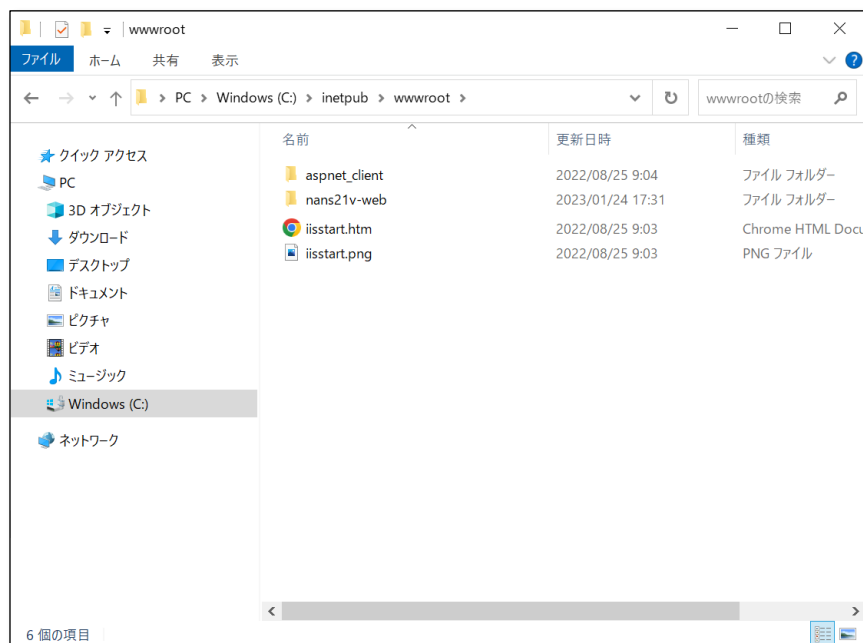 wwwroot
ファイル ホーム 共有 表示
PC Windows (C:) inetpub wwwroot wwwrootの検索
名前 更新日時 種類
クイック アクセス
PC
3D オブジェクト
ダウンロード
デスクトップ
ドキュメント
ピクチャ
ビデオ
ミュージック
Windows (C:)
ネットワーク
aspnet_client 2022/08/25 9:04 ファイル フォルダー
nans21v-web 2023/01/24 17:31 ファイル フォルダー
iisstart.htm 2022/08/25 9:03 Chrome HTML Docu
iisstart.png 2022/08/25 9:03 PNG ファイル
6 個の項目